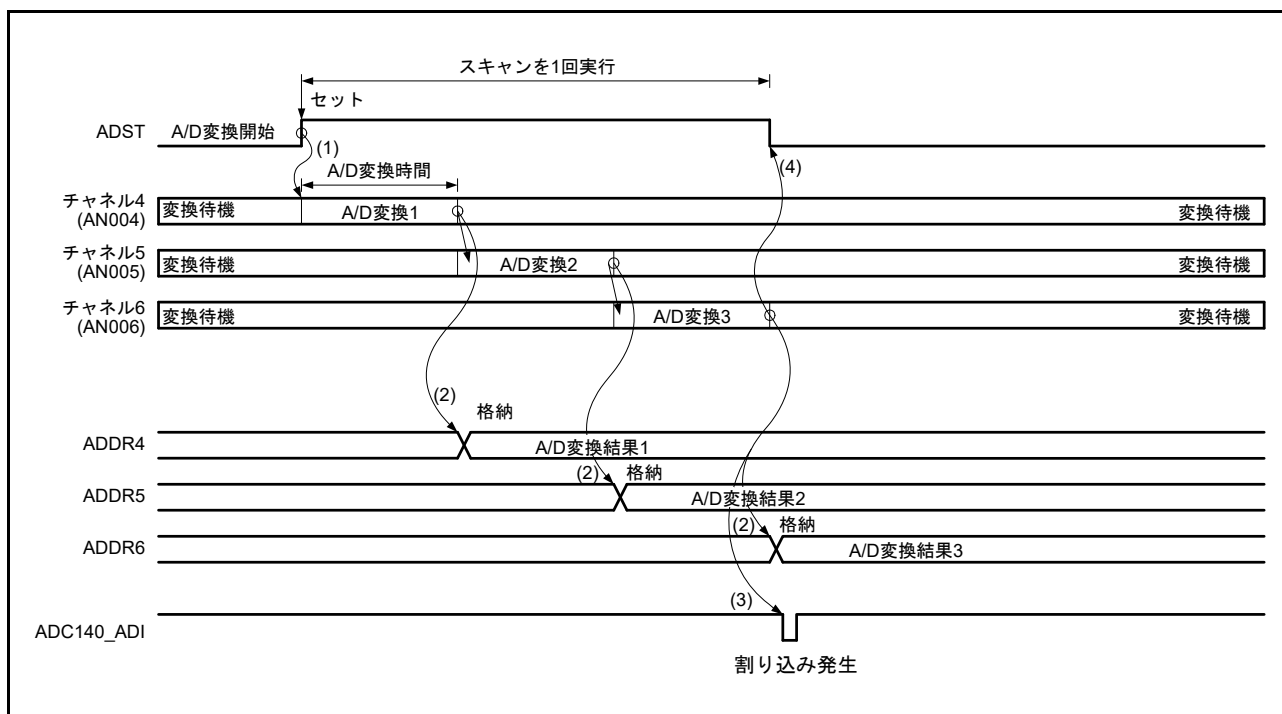 スキャンを1回実行
セット
ADST
A/D変換開始
(1)
(4)
A/D変換時間
チャネル4
(AN004)
変換待機
A/D変換1
変換待機
チャネル5
(AN005)
変換待機
A/D変換2
変換待機
チャネル6
(AN006)
変換待機
A/D変換3
変換待機
(2)
格納
ADDR4
A/D変換結果1
(2)
格納
ADDR5
A/D変換結果2
(2)
格納
ADDR6
A/D変換結果3
(3)
ADC140_ADI
割り込み発生